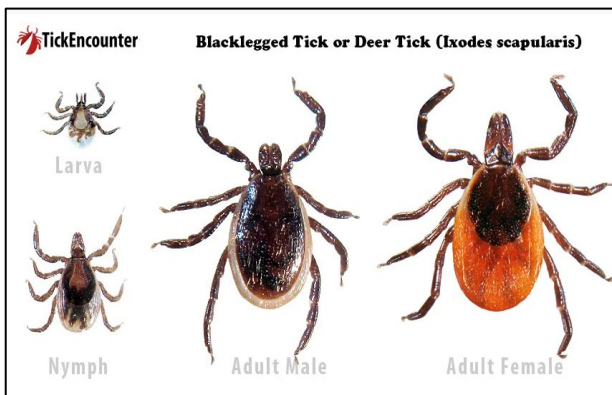 TickEncounter
Blacklegged Tick or Deer Tick (Ixodes scapularis)
Larva
Nymph
Adult Male
Adult Female